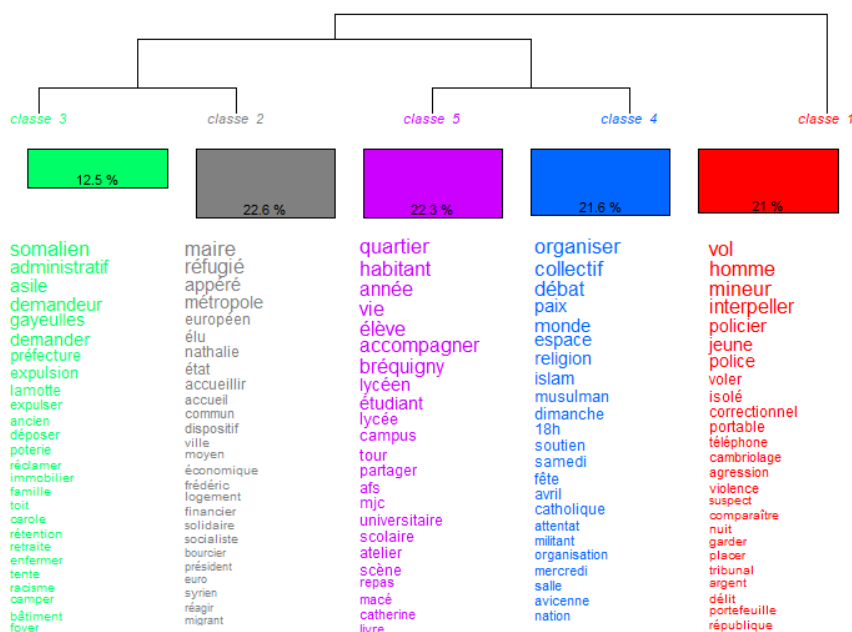 classe 3
classe 2
classe 5
classe 4
classe 1
12.5 %
22.6 %
22.3 %
21.6 %
21 %
somalien
administratif
asile
demandeur
gayeulles
demander
préfecture
expulsion
lamotte
expulser
ancien
déposer
poterie
réclamer
immobilier
famille
toit
carole
rétention
retraite
enfermer
tente
racisme
camper
bâtiment
foyer
maire
réfugié
appéré
métropole
européen
élu
nathalie
état
accueillir
accueil
commun
dispositif
ville
moyen
économique
frédéric
logement
financier
solidaire
socialiste
bourcier
président
euro
syrien
réagir
migrant
quartier
habitant
année
vie
élève
accompagner
bréquigny
lycéen
étudiant
lycée
campus
tour
partager
afs
mjc
universitaire
scolaire
atelier
scène
repas
macé
catherine
livre
organiser
collectif
débat
paix
monde
espace
religion
islam
musulman
dimanche
18h
soutien
samedi
fête
avril
catholique
attentat
militant
organisation
mercredi
salle
avicenne
nation
vol
homme
mineur
interpeller
policier
jeune
police
voler
isolé
correctionnel
portable
téléphone
cambriolage
agression
violence
suspect
comparaître
nuit
garder
placer
tribunal
argent
délit
portefeuille
république